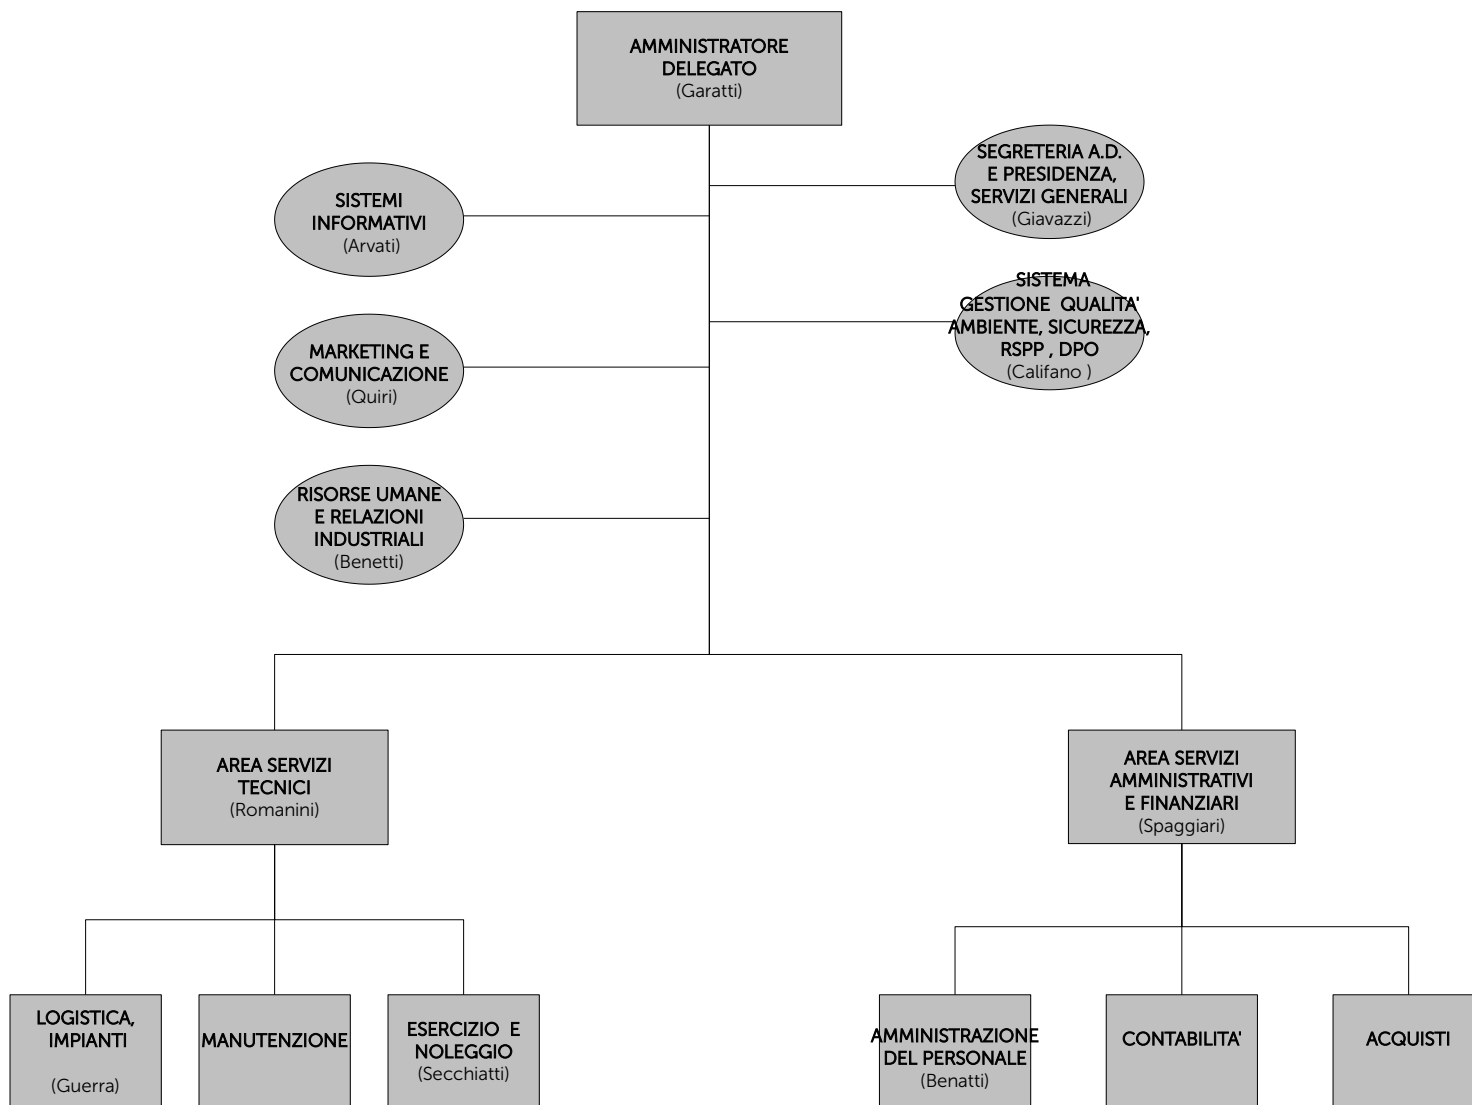 AMMINISTRATORE
DELEGATO
(Garatti)
SEGRETERIA A.D.
E PRESIDENZA,
SERVIZI GENERALI
(Giavazzi)
SISTEMI
INFORMATIVI
(Arvati)
SISTEMA
GESTIONE QUALITA'
AMBIENTE, SICUREZZA,
RSPP , DPO
(Califano )
MARKETING E
COMUNICAZIONE
(Quiri)
RISORSE UMANE
E RELAZIONI
INDUSTRIALI
(Benetti)
AREA SERVIZI
TECNICI
(Romanini)
AREA SERVIZI
AMMINISTRATIVI
E FINANZIARI
(Spaggiari)
LOGISTICA,
IMPIANTI
(Guerra)
MANUTENZIONE
ESERCIZIO E
NOLEGGIO
(Secchiatti)
AMMINISTRAZIONE
DEL PERSONALE
(Benatti)
CONTABILITA'
ACQUISTI